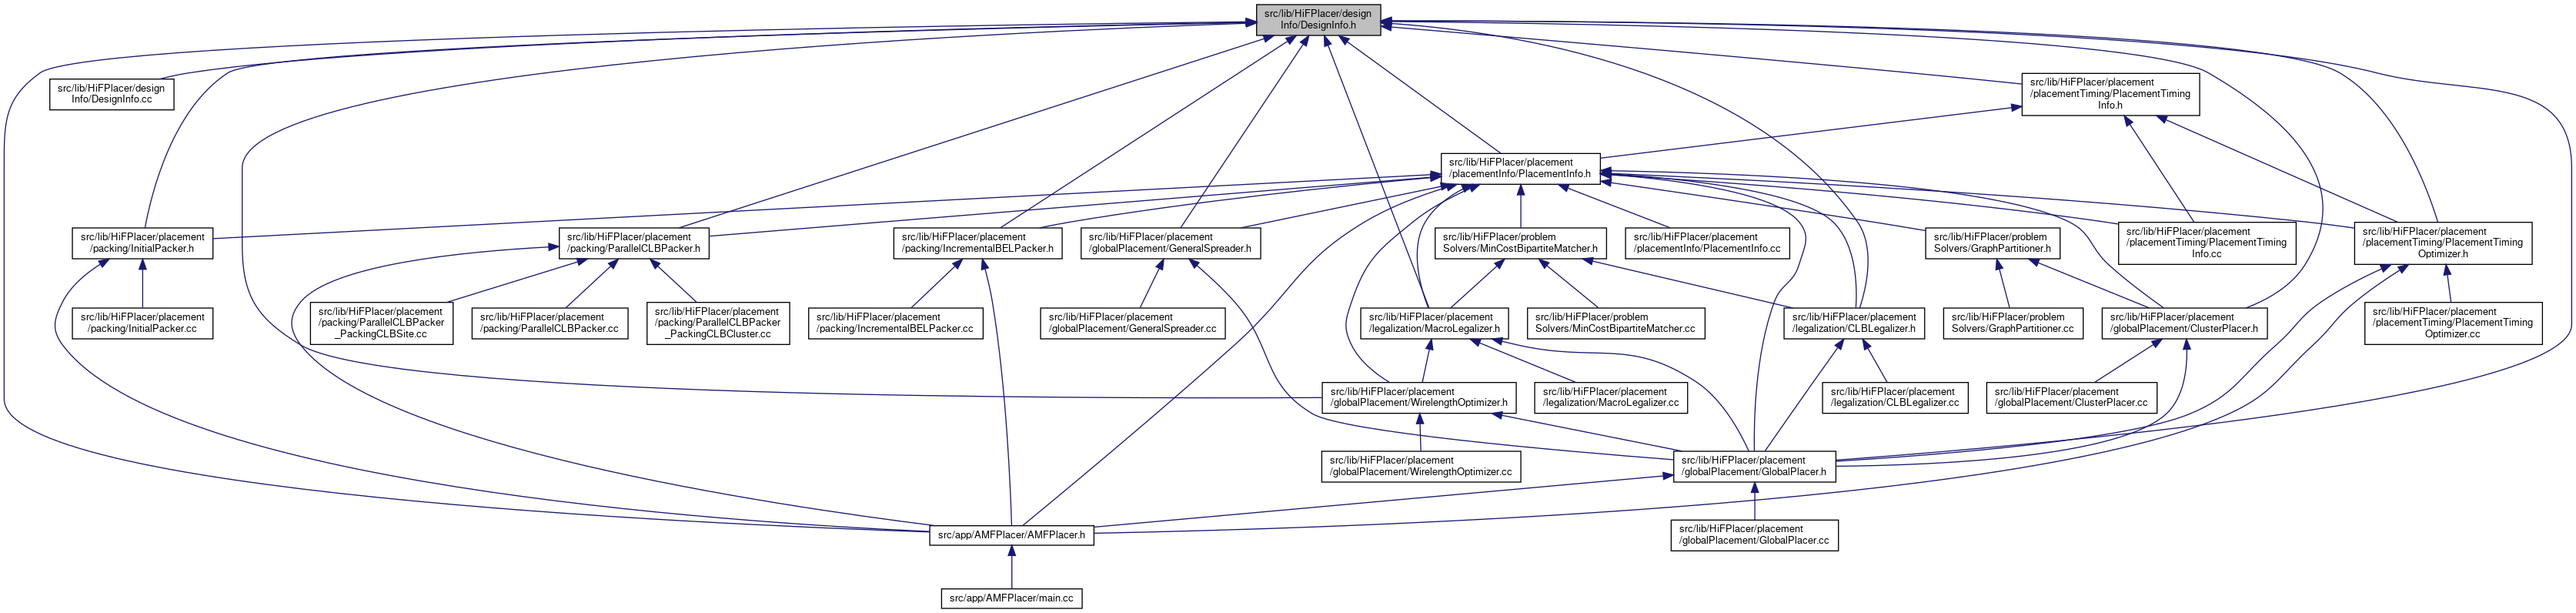 src/lib/HiFPlacer/design
Info/DesignInfo.h
src/lib/HiFPlacer/design
Info/DesignInfo.cc
src/lib/HiFPlacer/placement
/placementTiming/PlacementTiming
Info.h
src/lib/HiFPlacer/placement
/placementInfo/PlacementInfo.h
src/lib/HiFPlacer/placement
/packing/InitialPacker.h
src/lib/HiFPlacer/placement
/packing/ParallelCLBPacker.h
src/lib/HiFPlacer/placement
/packing/IncrementalBELPacker.h
src/lib/HiFPlacer/placement
/globalPlacement/GeneralSpreader.h
src/lib/HiFPlacer/problem
Solvers/MinCostBipartiteMatcher.h
src/lib/HiFPlacer/placement
/placementInfo/PlacementInfo.cc
src/lib/HiFPlacer/problem
Solvers/GraphPartitioner.h
src/lib/HiFPlacer/placement
/placementTiming/PlacementTiming
Info.cc
src/lib/HiFPlacer/placement
/placementTiming/PlacementTiming
Optimizer.h
src/lib/HiFPlacer/placement
/packing/InitialPacker.cc
src/lib/HiFPlacer/placement
/packing/ParallelCLBPacker
_PackingCLBSite.cc
src/lib/HiFPlacer/placement
/packing/ParallelCLBPacker.cc
src/lib/HiFPlacer/placement
/packing/ParallelCLBPacker
_PackingCLBCluster.cc
src/lib/HiFPlacer/placement
/packing/IncrementalBELPacker.cc
src/lib/HiFPlacer/placement
/globalPlacement/GeneralSpreader.cc
src/lib/HiFPlacer/placement
/legalization/MacroLegalizer.h
src/lib/HiFPlacer/problem
Solvers/MinCostBipartiteMatcher.cc
src/lib/HiFPlacer/placement
/legalization/CLBLegalizer.h
src/lib/HiFPlacer/problem
Solvers/GraphPartitioner.cc
src/lib/HiFPlacer/placement
/globalPlacement/ClusterPlacer.h
src/lib/HiFPlacer/placement
/placementTiming/PlacementTiming
Optimizer.cc
src/lib/HiFPlacer/placement
/globalPlacement/WirelengthOptimizer.h
src/lib/HiFPlacer/placement
/legalization/MacroLegalizer.cc
src/lib/HiFPlacer/placement
/legalization/CLBLegalizer.cc
src/lib/HiFPlacer/placement
/globalPlacement/ClusterPlacer.cc
src/lib/HiFPlacer/placement
/globalPlacement/WirelengthOptimizer.cc
src/lib/HiFPlacer/placement
/globalPlacement/GlobalPlacer.h
src/app/AMFPlacer/AMFPlacer.h
src/lib/HiFPlacer/placement
/globalPlacement/GlobalPlacer.cc
src/app/AMFPlacer/main.cc